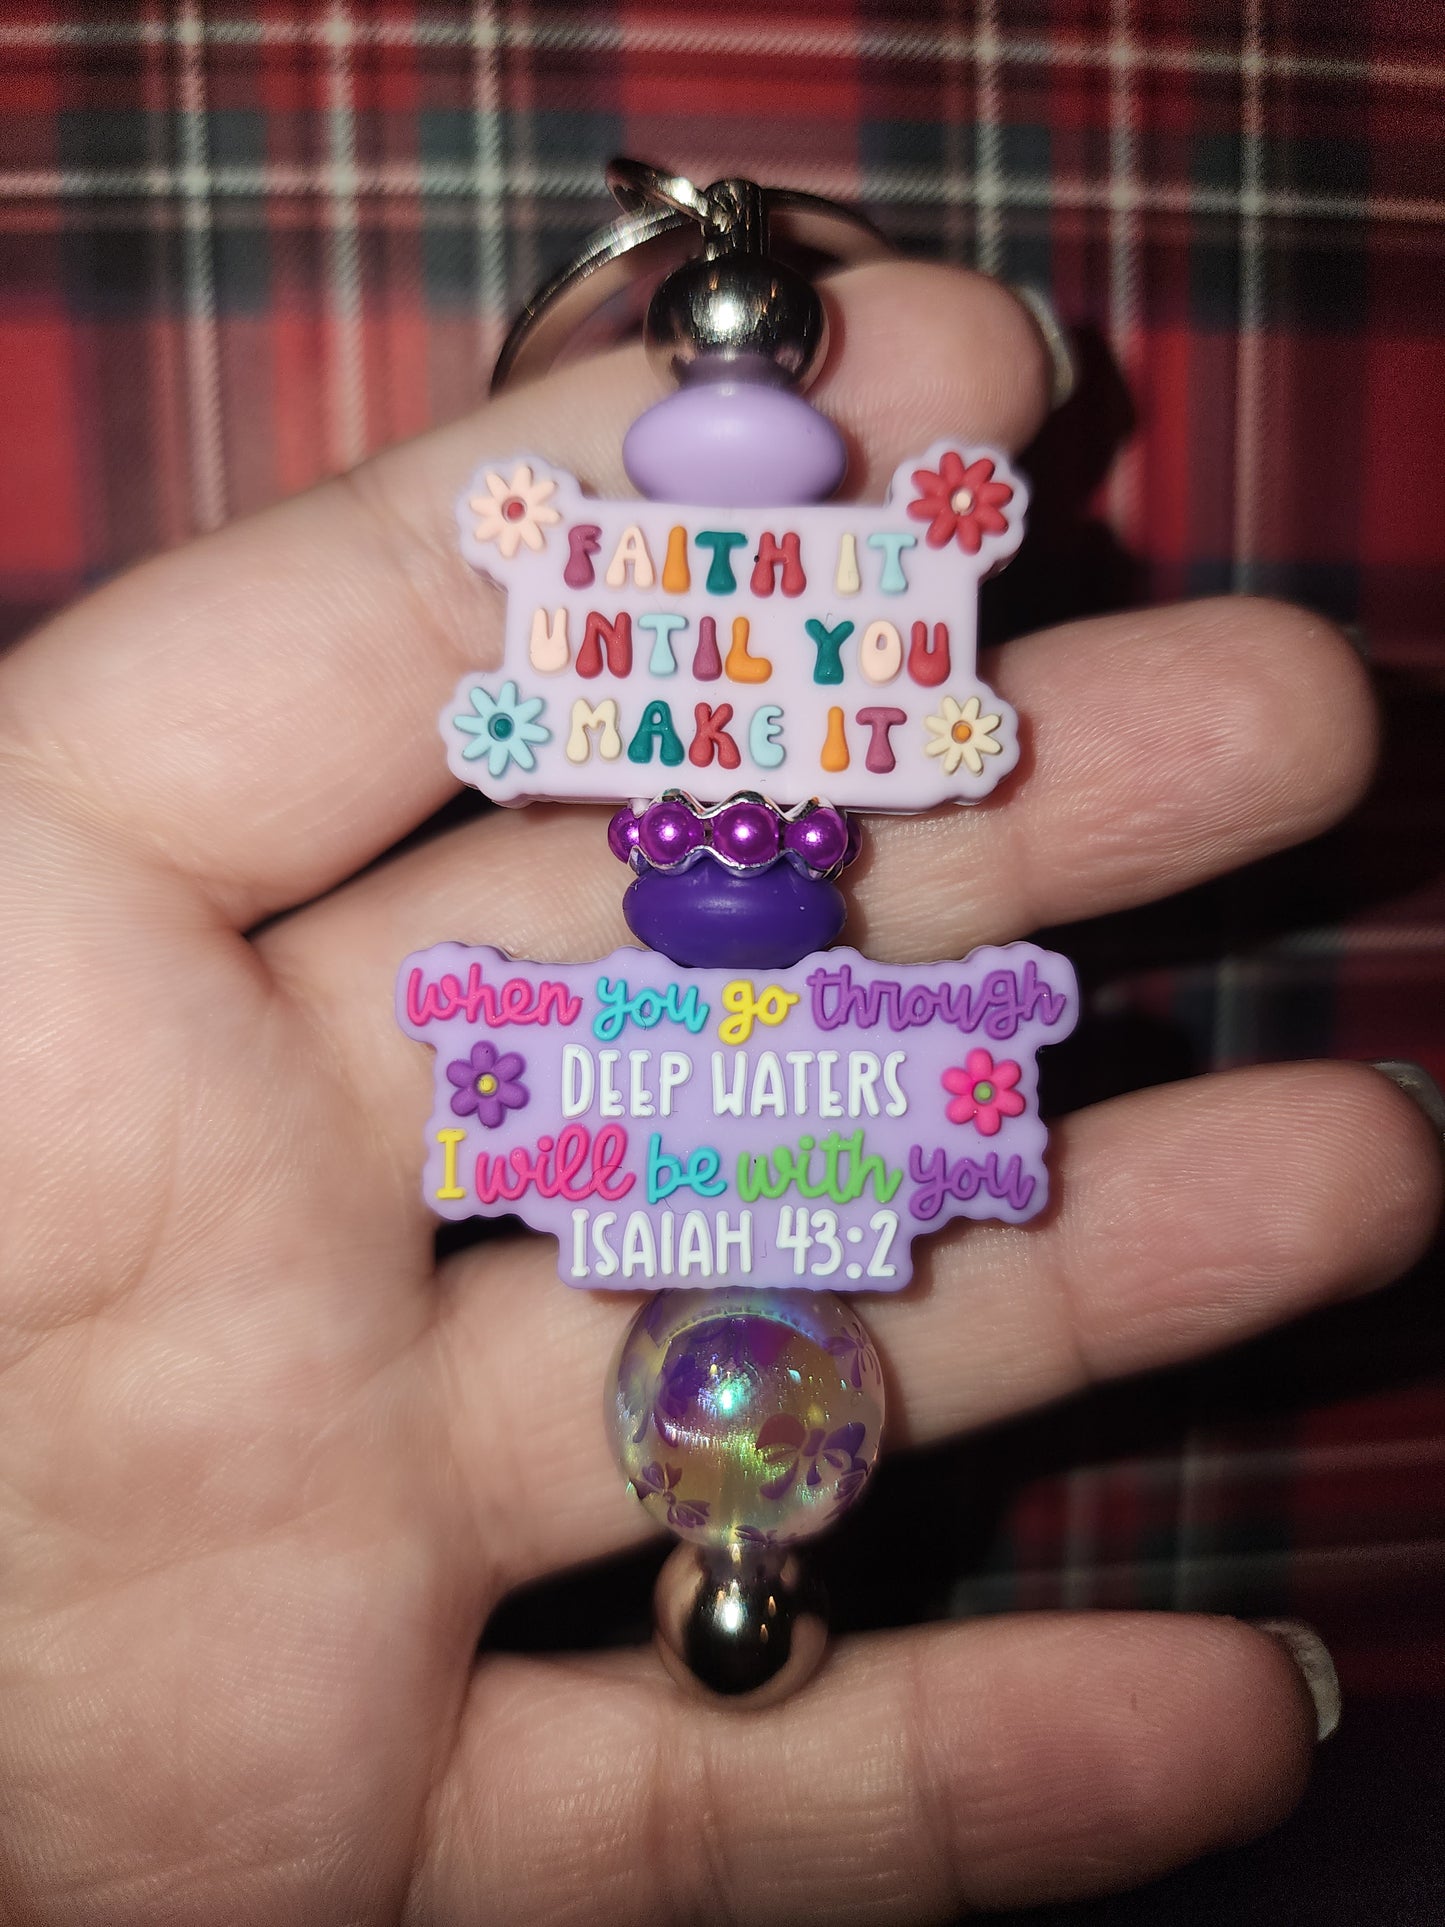 FAITH IT
UNTIL YOU
MAKE IT
when you go through
DEEP WATERS
I will be with you
ISAIAH 43:2